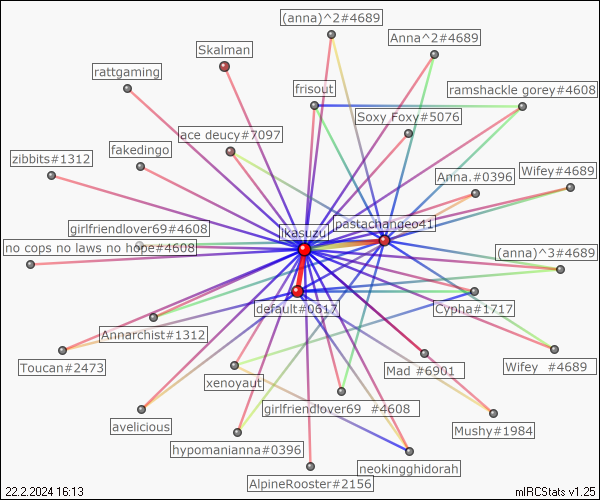 (anna)^2#4689
Anna^2#4689
Skalman
rattgaming
frisout
ramshackle gorey#4608
Soxy Foxy#5076
ace deucy#7097
fakedingo
zibbits#1312
Wifey#4689
Anna.#0396
girlfriendlover69#4608
ikasuzu
pastachangeo41
no cops no laws no hope#4608
(anna)^3#4689
default#0617
Cypha#1717
Annarchist#1312
Toucan#2473
Mad #6901
Wifey #4689
xenoyaut
girlfriendlover69 #4608
avelicious
Mushy#1984
hypomanianna#0396
neokingghidorah
AlpineRooster#2156
22.2.2024 16:13
mIRCStats v1.25